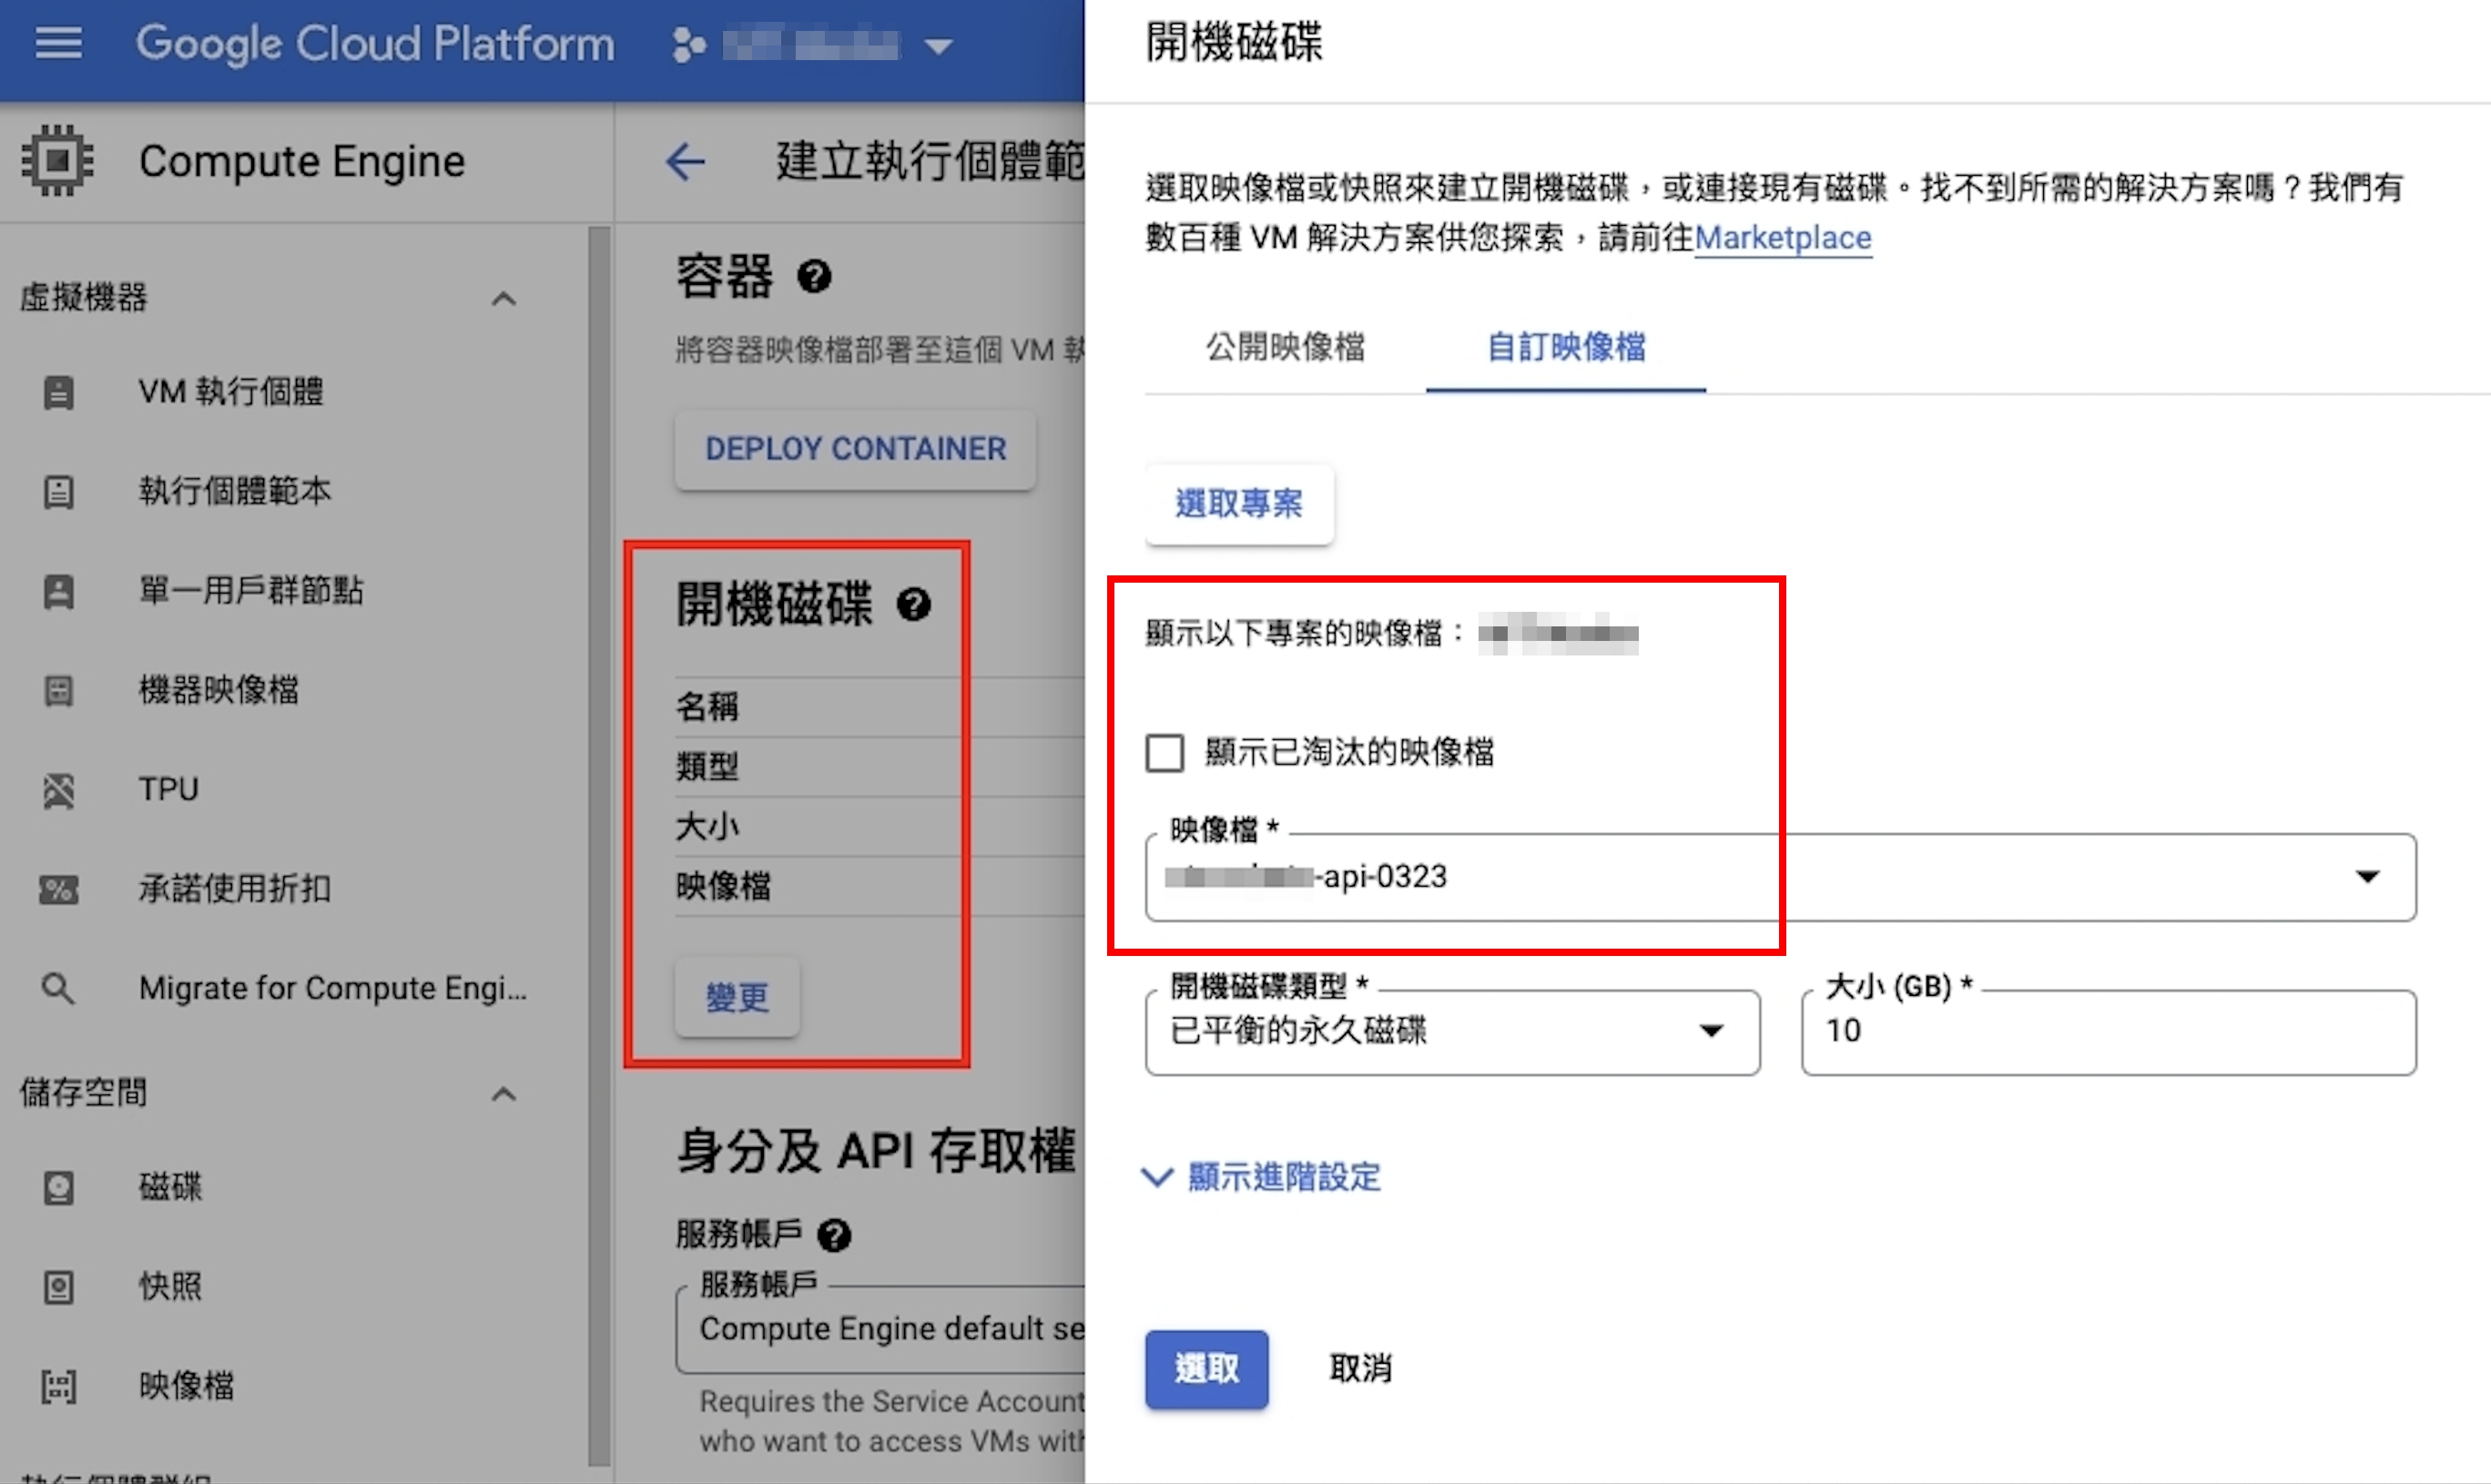 Google Cloud Platform
Compute Engine
虛擬機器
VM 執行個體
執行個體範本
單一用戶群節點
機器映像檔
TPU
承諾使用折扣
Migrate for Compute Engi...
儲存空間
磁碟
快照
映像檔
執行個體群組
建立執行個體範
容器
將容器映像檔部署至這個 VM 執
DEPLOY CONTAINER
開機磁碟
名稱
類型
大小
映像檔
變更
身分及 API 存取權
服務帳戶
服務帳戶
Compute Engine default se
Requires the Service Account
who want to access VMs with
開機磁碟
選取映像檔或快照來建立開機磁碟，或連接現有磁碟。找不到所需的解決方案嗎？我們有
數百種 VM 解決方案供您探索，請前往Marketplace
公開映像檔 自訂映像檔
選取專案
顯示以下專案的映像檔：
顯示已淘汰的映像檔
映像檔 *
-api-0323
開機磁碟類型 * 大小 (GB) *
已平衡的永久磁碟 10
顯示進階設定
選取 取消